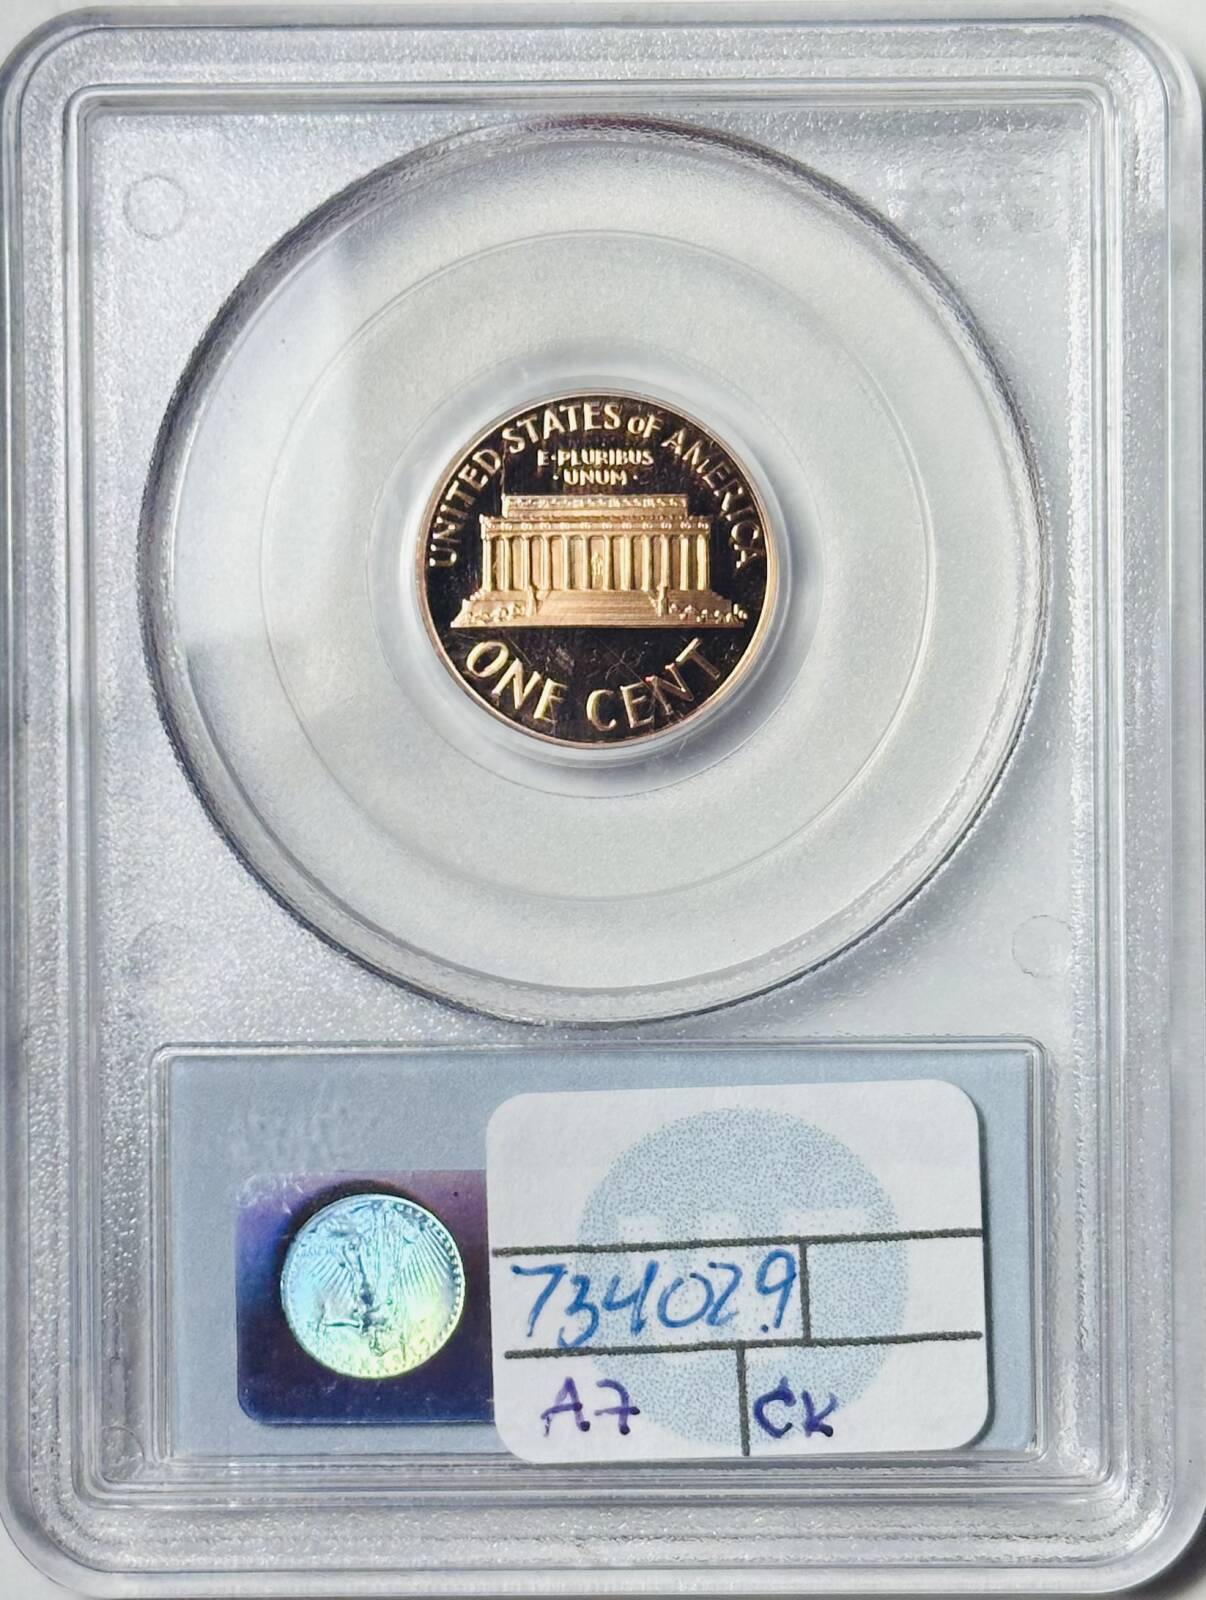 UNITED STATES oF AMERICA
E·PLURIBUS
·UNUM·
ONE CENT
734029
A7 CK